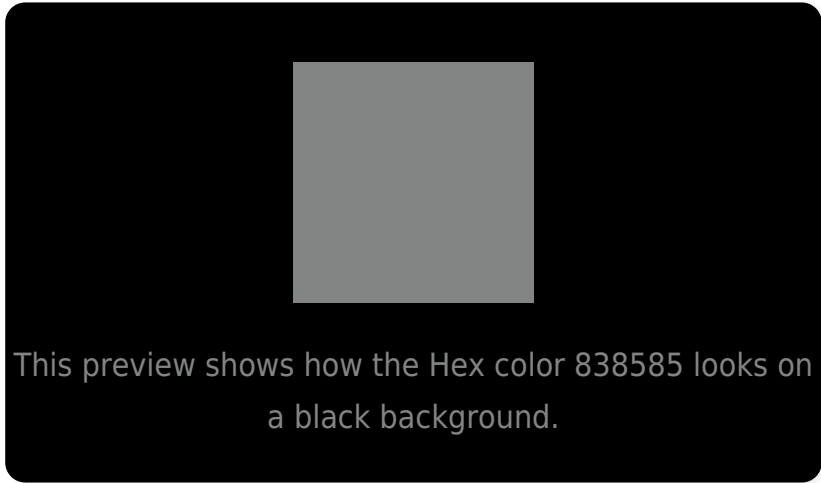 This preview shows how the Hex color 838585 looks on
a black background.